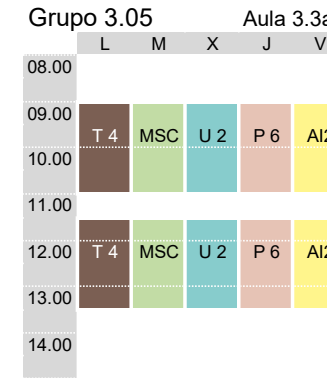 Grupo 3.05 Aula 3.3a
L M X J V
08.00
09.00
T 4 MSC U 2 P 6 AI2
10.00
11.00
12.00 T 4 MSC U 2 P 6 AI2
13.00
14.00